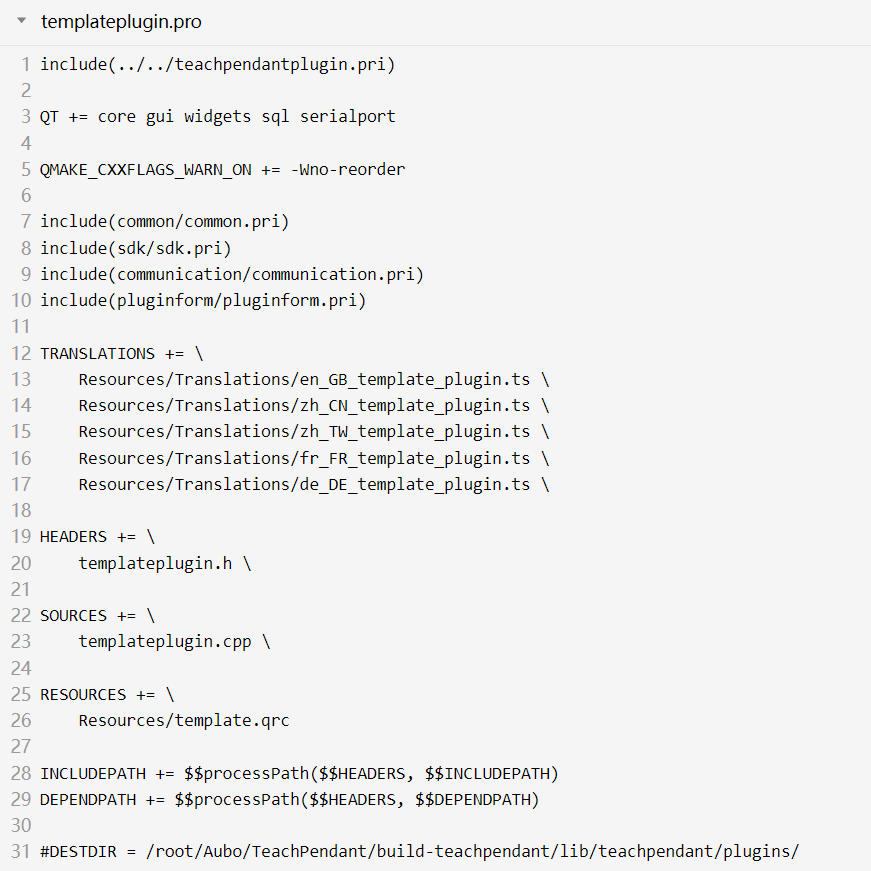 templateplugin.pro
1 include(../../teachpendantplugin.pri)
2
3 QT += core gui widgets sql serialport
4
5 QMAKE_CXXFLAGS_WARN_ON += -Wno-reorder
6
7 include(common/common.pri)
8 include(sdk/sdk.pri)
9 include(communication/communication.pri)
10 include(pluginform/pluginform.pri)
11
12 TRANSLATIONS += \
13     Resources/Translations/en_GB_template_plugin.ts \
14     Resources/Translations/zh_CN_template_plugin.ts \
15     Resources/Translations/zh_TW_template_plugin.ts \
16     Resources/Translations/fr_FR_template_plugin.ts \
17     Resources/Translations/de_DE_template_plugin.ts \
18
19 HEADERS += \
20     templateplugin.h \
21
22 SOURCES += \
23     templateplugin.cpp \
24
25 RESOURCES += \
26     Resources/template.qrc
27
28 INCLUDEPATH += $$processPath($$HEADERS, $$INCLUDEPATH)
29 DEPENDPATH += $$processPath($$HEADERS, $$DEPENDPATH)
30
31 #DESTDIR = /root/Aubo/TeachPendant/build-teachpendant/lib/teachpendant/plugins/